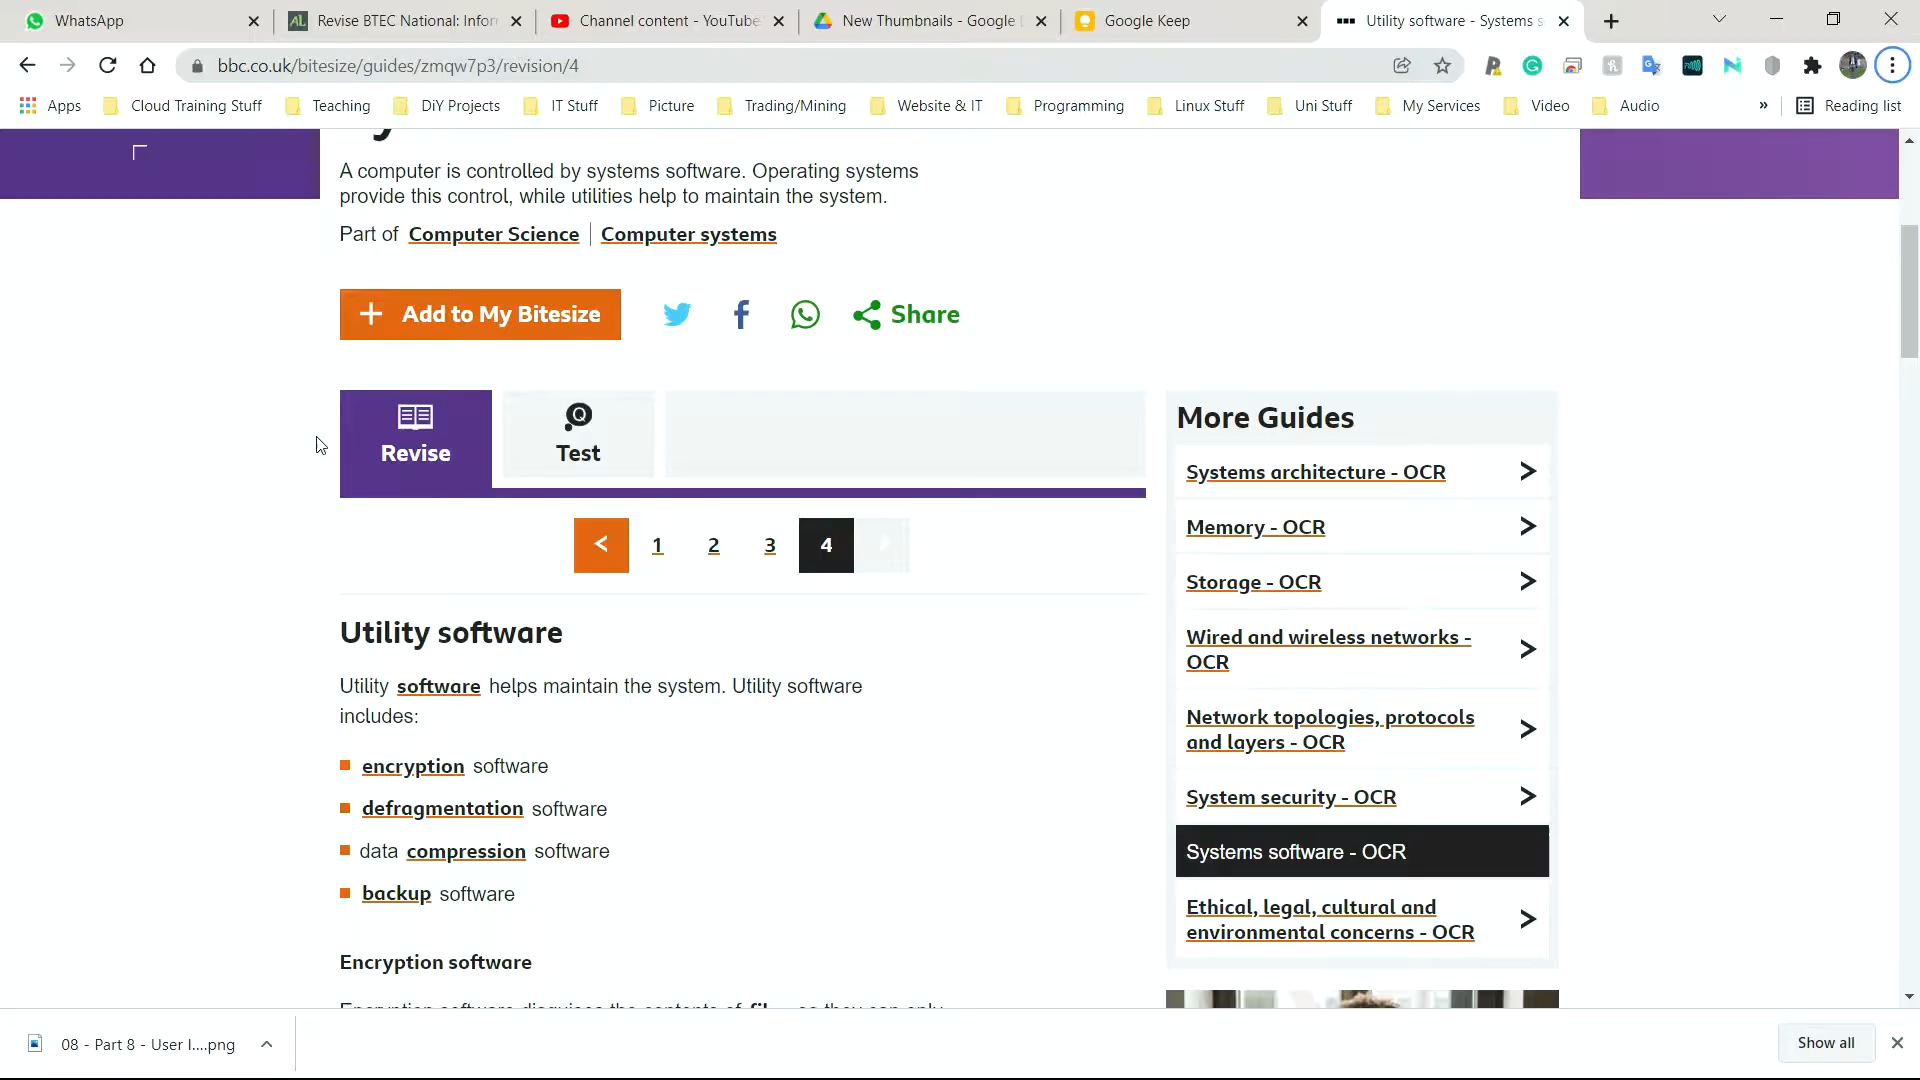 WhatsApp
Revise BTEC National: Infor
Channel content - YouTube
New Thumbnails - Google
Google Keep
Utility software - Systems s
bbc.co.uk/bitesize/guides/zmqw7p3/revision/4
Apps
Cloud Training Stuff
Teaching
DiY Projects
IT Stuff
Picture
Trading/Mining
Website & IT
Programming
Linux Stuff
Uni Stuff
My Services
Video
Audio
»
Reading list
A computer is controlled by systems software. Operating systems
provide this control, while utilities help to maintain the system.
Part of Computer Science | Computer systems
+ Add to My Bitesize
Share
Revise
Test
< 1 2 3 4
Utility software
Utility software helps maintain the system. Utility software
includes:
encryption software
defragmentation software
data compression software
backup software
Encryption software
More Guides
Systems architecture - OCR
Memory - OCR
Storage - OCR
Wired and wireless networks -
OCR
Network topologies, protocols
and layers - OCR
System security - OCR
Systems software - OCR
Ethical, legal, cultural and
environmental concerns - OCR
08 - Part 8 - User I....png
Show all